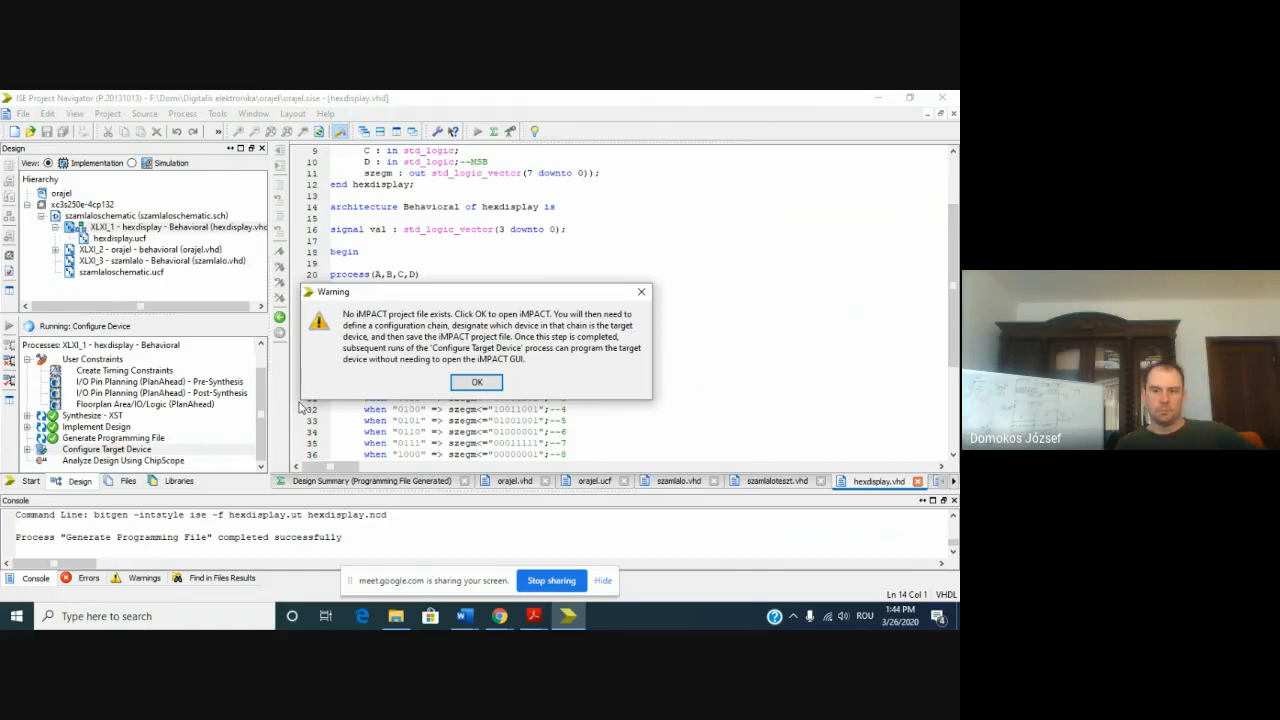 ISE Project Navigator (P.20131013) - F:\Domi\Digitalis elektronika\orajel\orajel.xise - [hexdisplay.vhd]
File Edit View Project Source Process Tools Window Layout Help
Design
View: Implementation Simulation
Hierarchy
orajel
xc3s250e-4cp132
szamlaloschematic (szamlaloschematic.sch)
XLXI_1 - hexdisplay - Behavioral (hexdisplay.vhd
hexdisplay.ucf
XLXI_2 - orajel - behavioral (orajel.vhd)
XLXI_3 - szamlalo - Behavioral (szamlalo.vhd)
szamlaloschematic.ucf
Running: Configure Device
Processes: XLXI_1 - hexdisplay - Behavioral
User Constraints
Create Timing Constraints
I/O Pin Planning (PlanAhead) - Pre-Synthesis
I/O Pin Planning (PlanAhead) - Post-Synthesis
Floorplan Area/IO/Logic (PlanAhead)
Synthesize - XST
Implement Design
Generate Programming File
Configure Target Device
Analyze Design Using ChipScope
Start Design Files Libraries
9 C : in std_logic;
10 D : in std_logic;--MSB
11 szegm : out std_logic_vector(7 downto 0));
12 end hexdisplay;
13
14 architecture Behavioral of hexdisplay is
15
16 signal val : std_logic_vector(3 downto 0);
17
18 begin
19
20 process(A,B,C,D)
Warning
No iMPACT project file exists. Click OK to open iMPACT. You will then need to
define a configuration chain, designate which device in that chain is the target
device, and then save the iMPACT project file. Once this step is completed,
subsequent runs of the 'Configure Target Device' process can program the target
device without needing to open the iMPACT GUI.
OK
32 when "0100" => szegm<="10011001";--4
33 when "0101" => szegm<="01001001";--5
34 when "0110" => szegm<="01000001";--6
35 when "0111" => szegm<="00011111";--7
36 when "1000" => szegm<="00000001";--8
Design Summary (Programming File Generated) orajel.vhd orajel.ucf szamlalo.vhd szamlaloteszt.vhd hexdisplay.vhd
Console
Command Line: bitgen -intstyle ise -f hexdisplay.ut hexdisplay.ncd
Process "Generate Programming File" completed successfully
Console Errors Warnings Find in Files Results
meet.google.com is sharing your screen. Stop sharing Hide
Ln 14 Col 1 VHDL
Type here to search
ROU
1:44 PM
3/26/2020
4
Domokos József